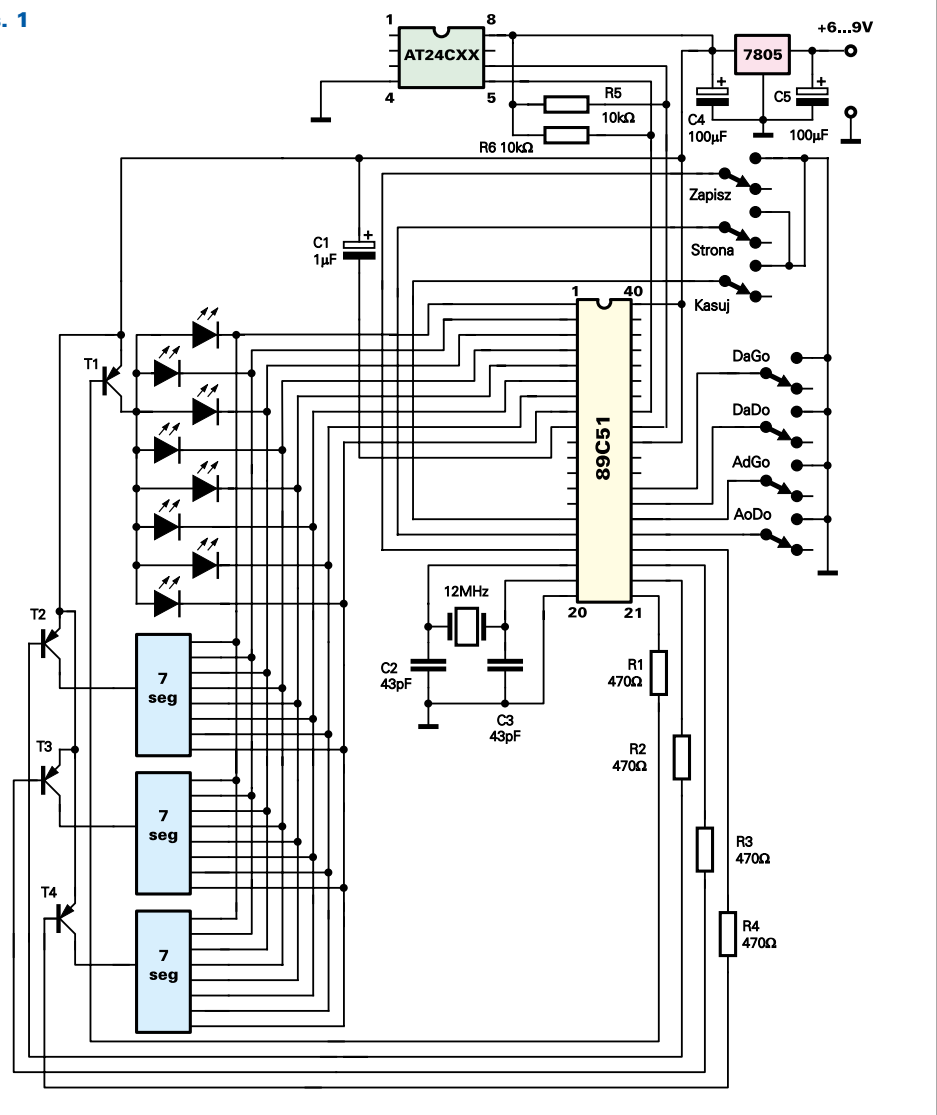 s. 1
1
8
AT24CXX
4
5
+6...9V
7805
R5
10kΩ
R6 10kΩ
C4
100µF
C5
100µF
Zapisz
Strona
Kasuj
C1
1µF
1
40
T1
89C51
DaGo
DaDo
AdGo
AoDo
12MHz
20
21
T2
C2
43pF
C3
43pF
R1
470Ω
7
seg
T3
R2
470Ω
7
seg
R3
470Ω
T4
R4
470Ω
7
seg